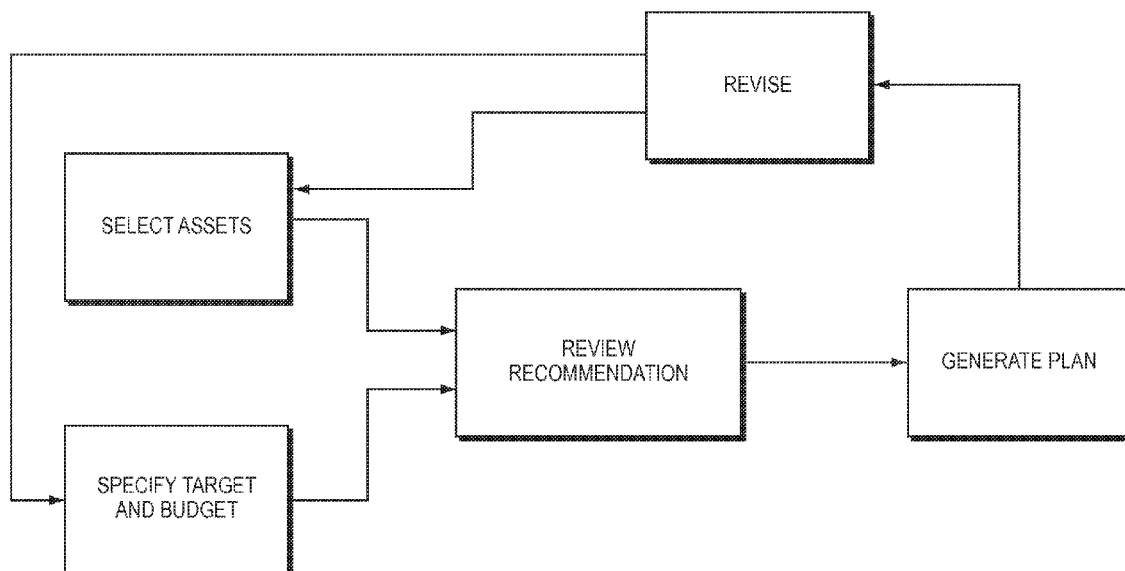 REVISE
SELECT ASSETS
REVIEW
RECOMMENDATION
GENERATE PLAN
SPECIFY TARGET
AND BUDGET